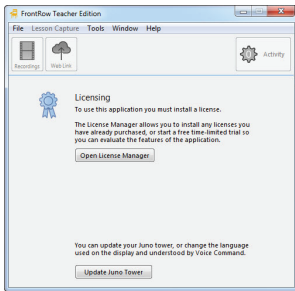 FrontRow Teacher Edition
File Lesson Capture Tools Window Help
Recordings Web Link Activity
Licensing
To use this application you must install a license.
The License Manager allows you to install any licenses you
have already purchased, or start a free time-limited trial so
you can evaluate the features of the application.
Open License Manager
You can update your Juno tower, or change the language
used on the display and understood by Voice Command.
Update Juno Tower